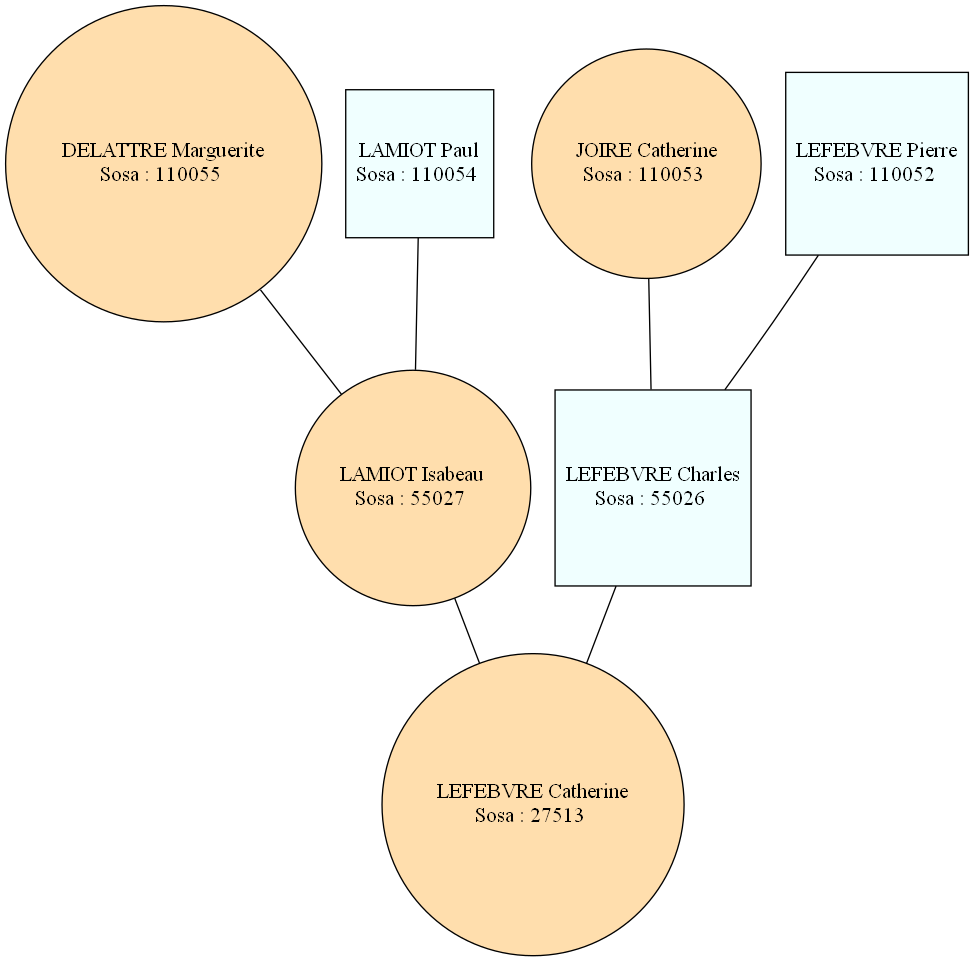 DELATTRE Marguerite
Sosa : 110055
LAMIOT Paul
Sosa : 110054
JOIRE Catherine
Sosa : 110053
LEFEBVRE Pierre
Sosa : 110052
LAMIOT Isabeau
Sosa : 55027
LEFEBVRE Charles
Sosa : 55026
LEFEBVRE Catherine
Sosa : 27513